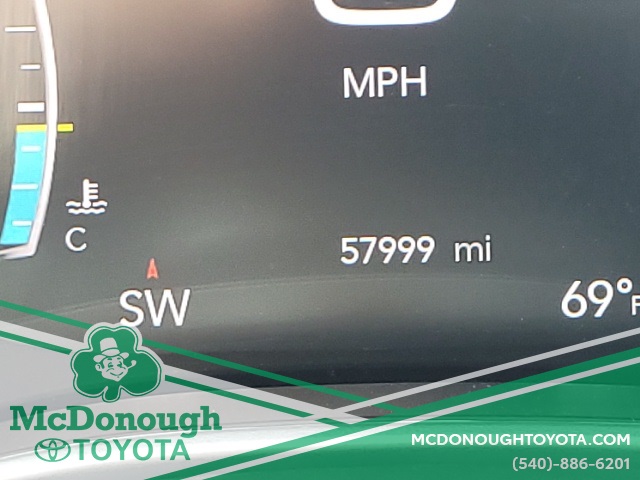 MPH
C
57999 mi
SW
69°F
McDonough
TOYOTA
MCDONOUGHTOYOTA.COM
(540)-886-6201